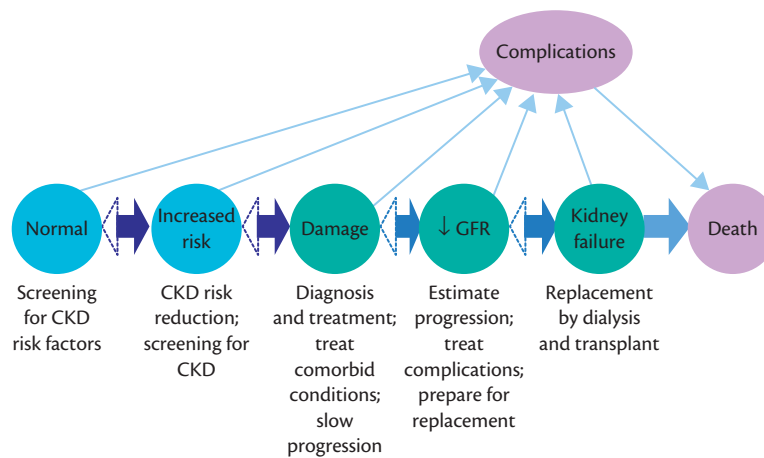 Complications
Normal
Increased
risk
Damage
↓ GFR
Kidney
failure
Death
Screening
for CKD
risk factors
CKD risk
reduction;
screening for
CKD
Diagnosis
and treatment;
treat
comorbid
conditions;
slow
progression
Estimate
progression;
treat
complications;
prepare for
replacement
Replacement
by dialysis
and transplant